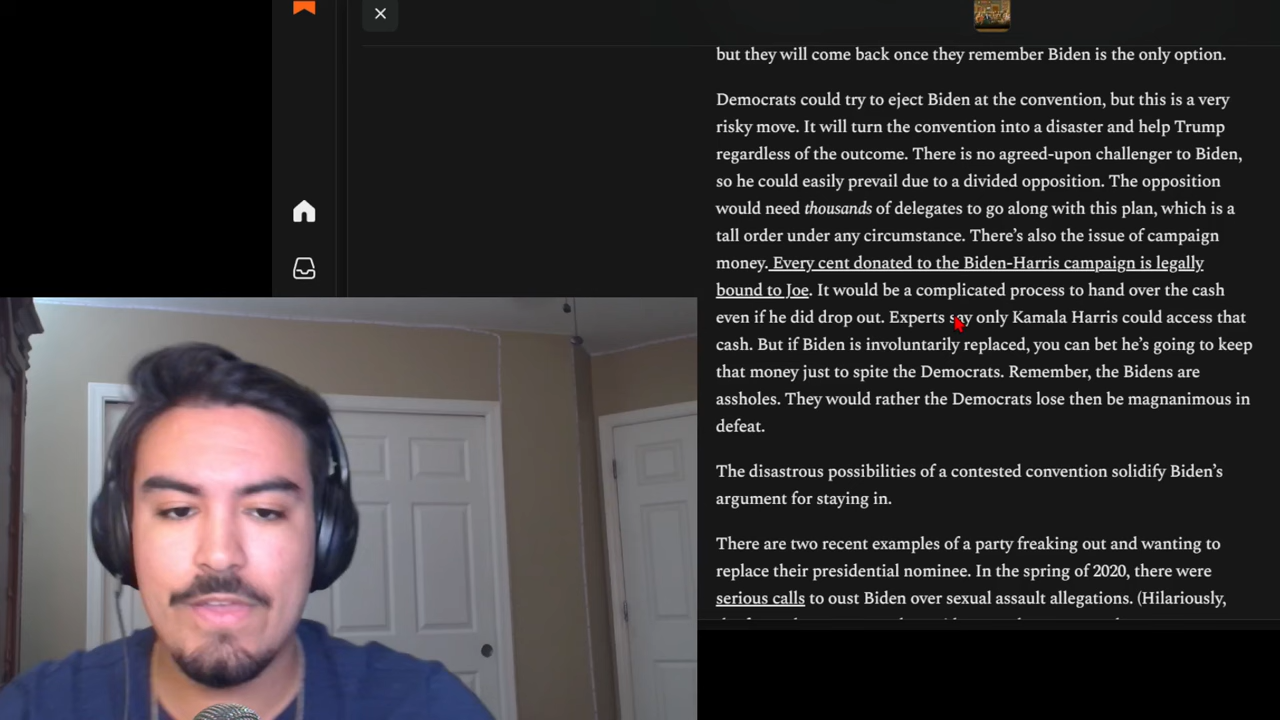 but they will come back once they remember Biden is the only option.
Democrats could try to eject Biden at the convention, but this is a very
risky move. It will turn the convention into a disaster and help Trump
regardless of the outcome. There is no agreed-upon challenger to Biden,
so he could easily prevail due to a divided opposition. The opposition
would need thousands of delegates to go along with this plan, which is a
tall order under any circumstance. There's also the issue of campaign
money. Every cent donated to the Biden-Harris campaign is legally
bound to Joe. It would be a complicated process to hand over the cash
even if he did drop out. Experts say only Kamala Harris could access that
cash. But if Biden is involuntarily replaced, you can bet he's going to keep
that money just to spite the Democrats. Remember, the Bidens are
assholes. They would rather the Democrats lose then be magnanimous in
defeat.
The disastrous possibilities of a contested convention solidify Biden's
argument for staying in.
There are two recent examples of a party freaking out and wanting to
replace their presidential nominee. In the spring of 2020, there were
serious calls to oust Biden over sexual assault allegations. (Hilariously,